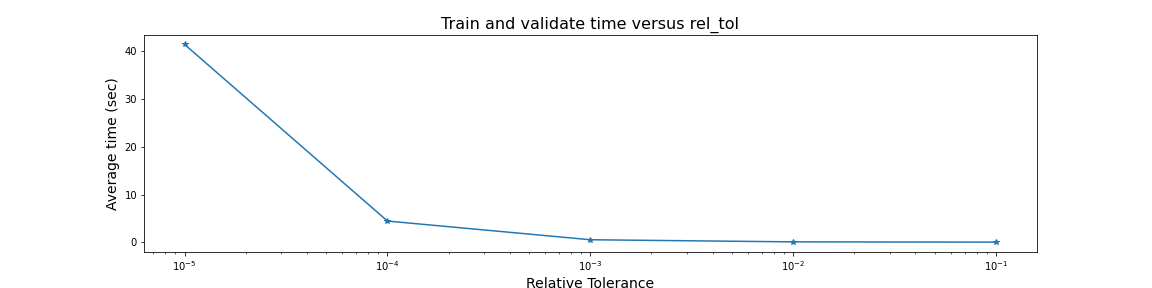 Train and validate time versus rel_tol
Average time (sec)
40
30
20
10
0
10⁻⁵ 10⁻⁴ 10⁻³ 10⁻² 10⁻¹
Relative Tolerance